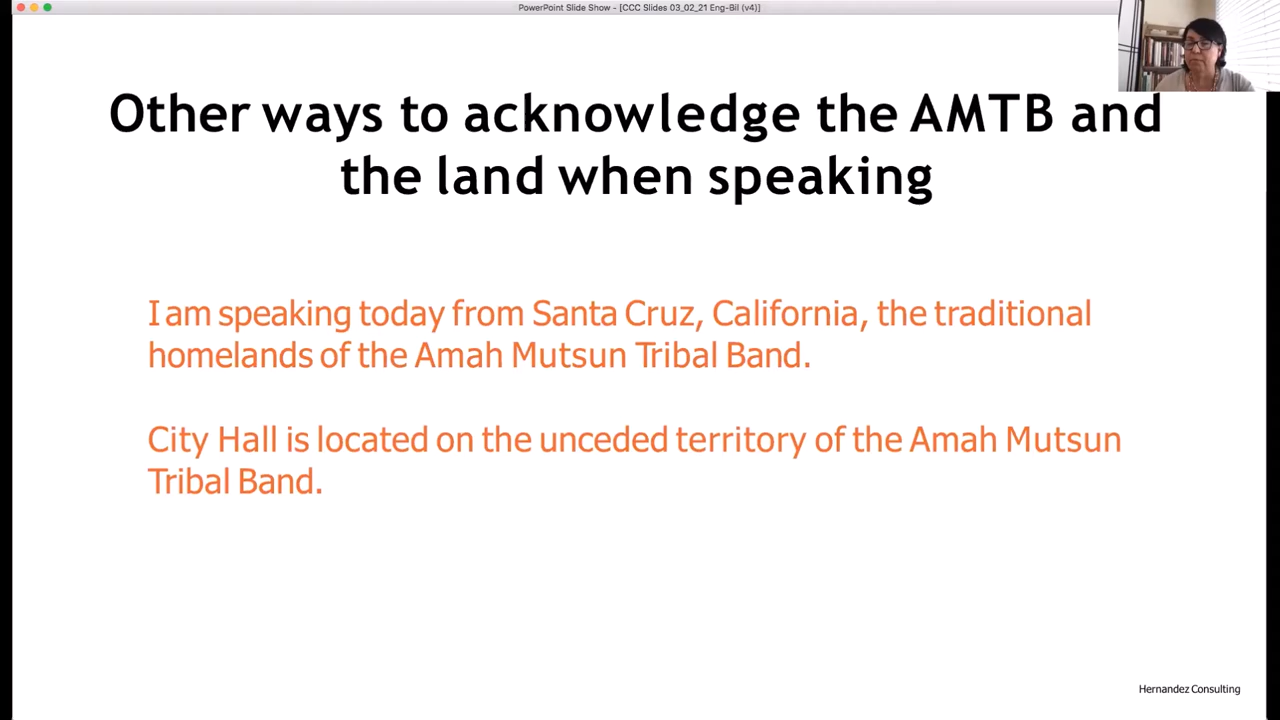 PowerPoint Slide Show - [CCC Slides 03_02_21 Eng-Bil (v4)]
Other ways to acknowledge the AMTB and
the land when speaking
I am speaking today from Santa Cruz, California, the traditional
homelands of the Amah Mutsun Tribal Band.
City Hall is located on the unceded territory of the Amah Mutsun
Tribal Band.
Hernandez Consulting